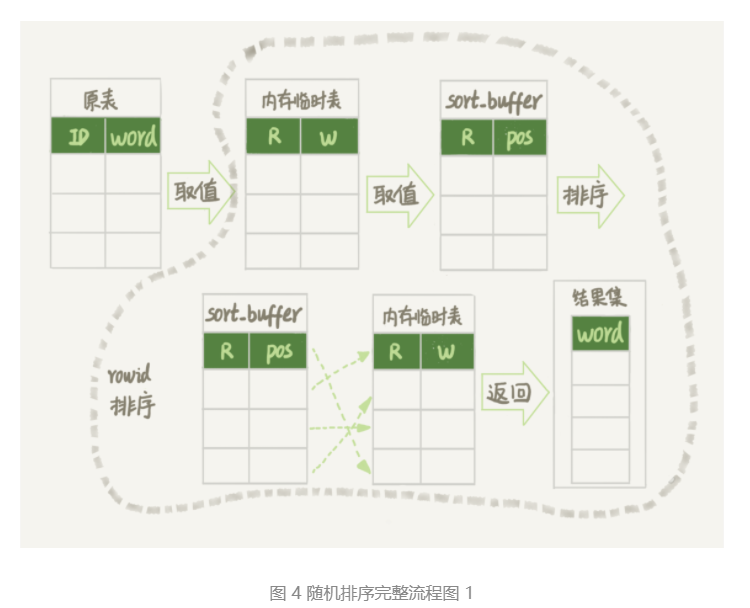 原表
ID word
取值
内存临时表
R W
取值
sort_buffer
R pos
排序
rowid
排序
sort_buffer
R pos
内存临时表
R W
返回
结果集
word
图 4 随机排序完整流程图 1